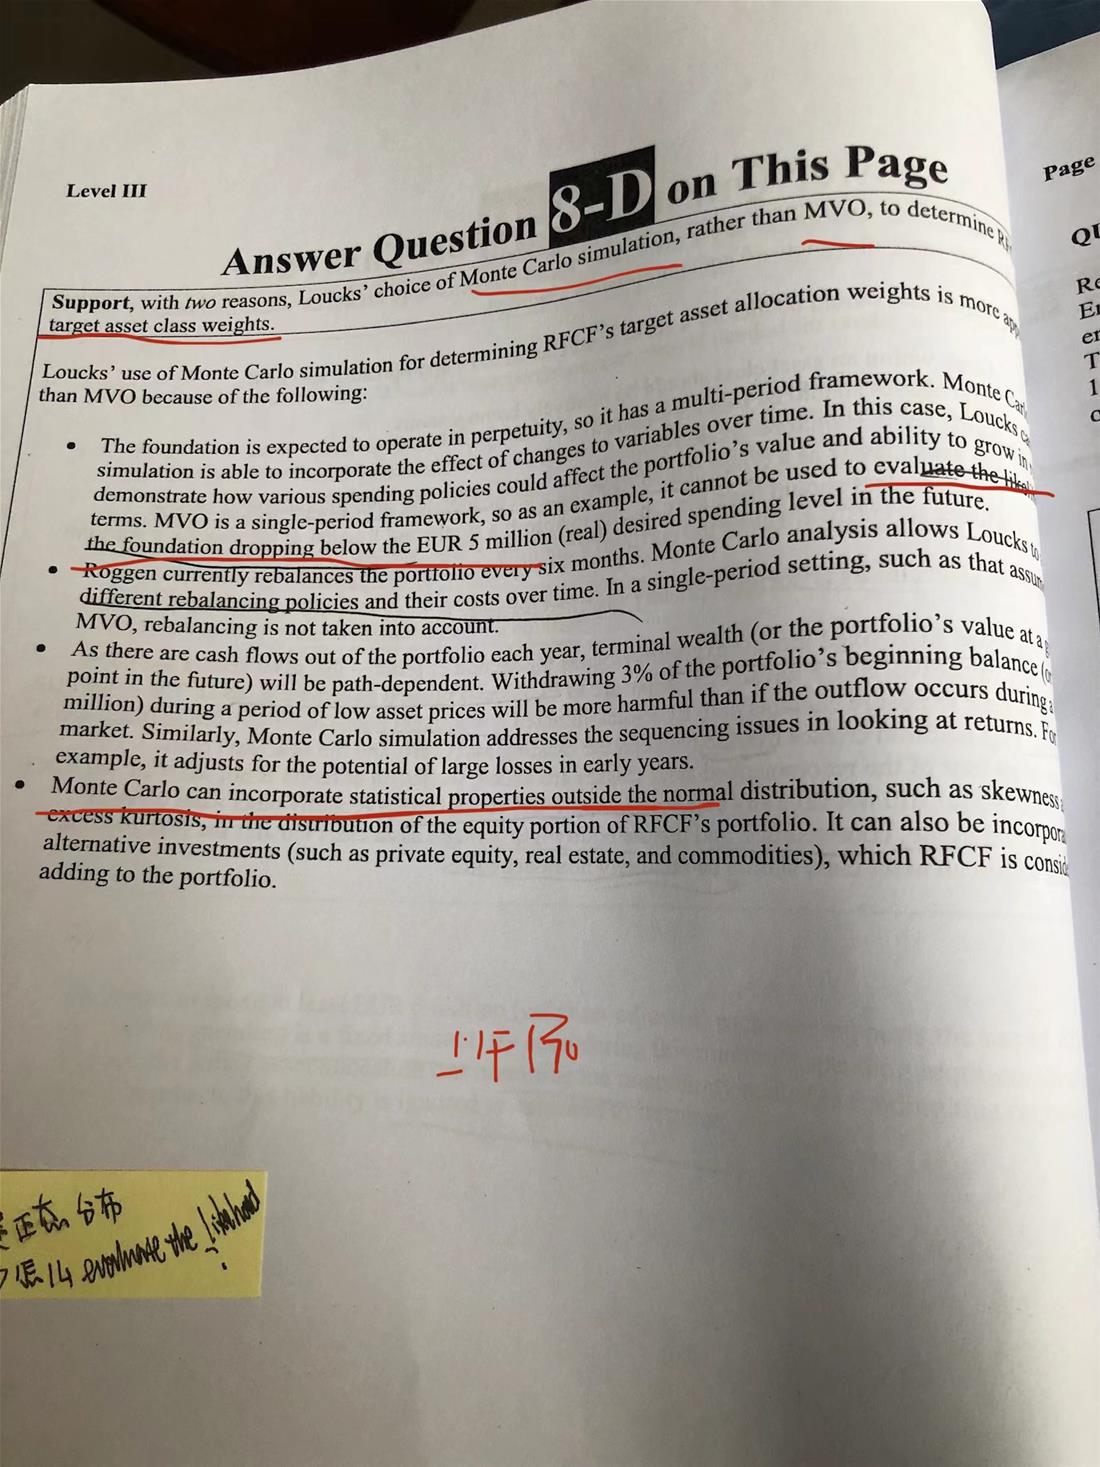 Level III
Answer Question 8-D on This Page
Support, with two reasons, Loucks' choice of Monte Carlo simulation, rather than MVO, to determine
target asset class weights.
Loucks' use of Monte Carlo simulation for determining RFCF's target asset allocation weights is more
than MVO because of the following:
• The foundation is expected to operate in perpetuity, so it has a multi-period framework. Monte
simulation is able to incorporate the effect of changes to variables over time. In this case, Loucks
demonstrate how various spending policies could affect the portfolio's value and ability to grow in
terms. MVO is a single-period framework, so as an example, it cannot be used to evaluate the
the foundation dropping below the EUR 5 million (real) desired spending level in the future.
• Roggen currently rebalances the portfolio every six months. Monte Carlo analysis allows Loucks to
different rebalancing policies and their costs over time. In a single-period setting, such as that
MVO, rebalancing is not taken into account.
• As there are cash flows out of the portfolio each year, terminal wealth (or the portfolio's value at a
point in the future) will be path-dependent. Withdrawing 3% of the portfolio's beginning balance
million) during a period of low asset prices will be more harmful than if the outflow occurs during
market. Similarly, Monte Carlo simulation addresses the sequencing issues in looking at returns. For
example, it adjusts for the potential of large losses in early years.
• Monte Carlo can incorporate statistical properties outside the normal distribution, such as skewness
excess kurtosis, in the distribution of the equity portion of RFCF's portfolio. It can also be
alternative investments (such as private equity, real estate, and commodities), which RFCF is
adding to the portfolio.
正态分布
evaluate the likelihood
Page